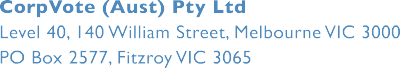 CorpVote (Aust) Pty Ltd
Level 40, 140 William Street, Melbourne VIC 3000
PO Box 2577, Fitzroy VIC 3065